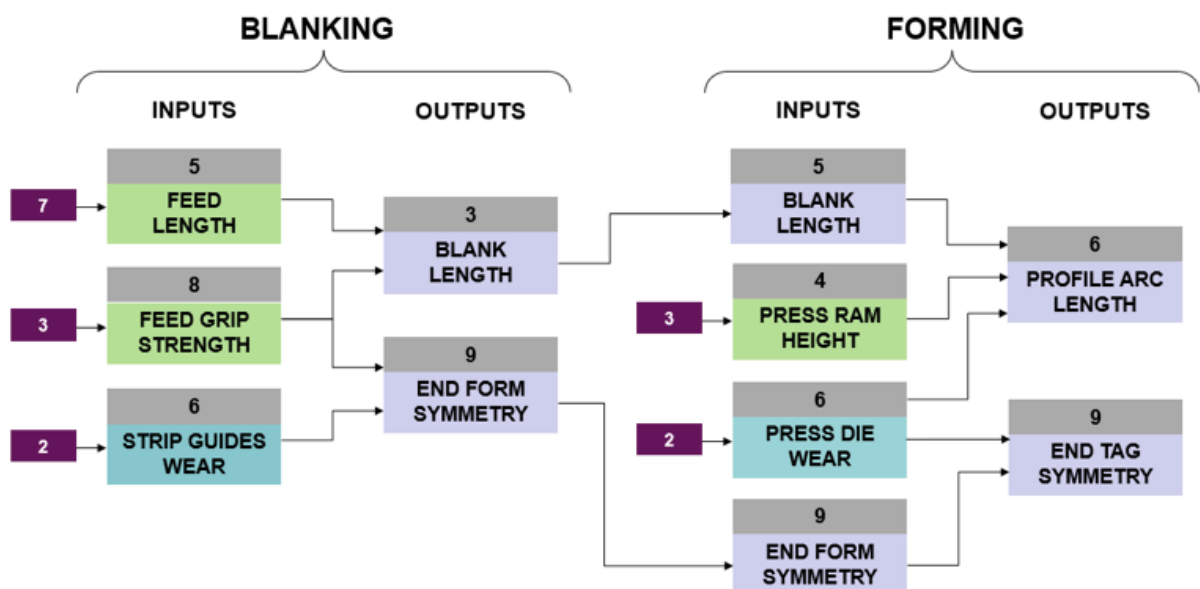 BLANKING
FORMING
INPUTS
OUTPUTS
INPUTS
OUTPUTS
5
FEED
LENGTH
7
8
FEED GRIP
STRENGTH
3
6
STRIP GUIDES
WEAR
2
3
BLANK
LENGTH
9
END FORM
SYMMETRY
5
BLANK
LENGTH
4
PRESS RAM
HEIGHT
3
6
PRESS DIE
WEAR
2
9
END FORM
SYMMETRY
6
PROFILE ARC
LENGTH
9
END TAG
SYMMETRY